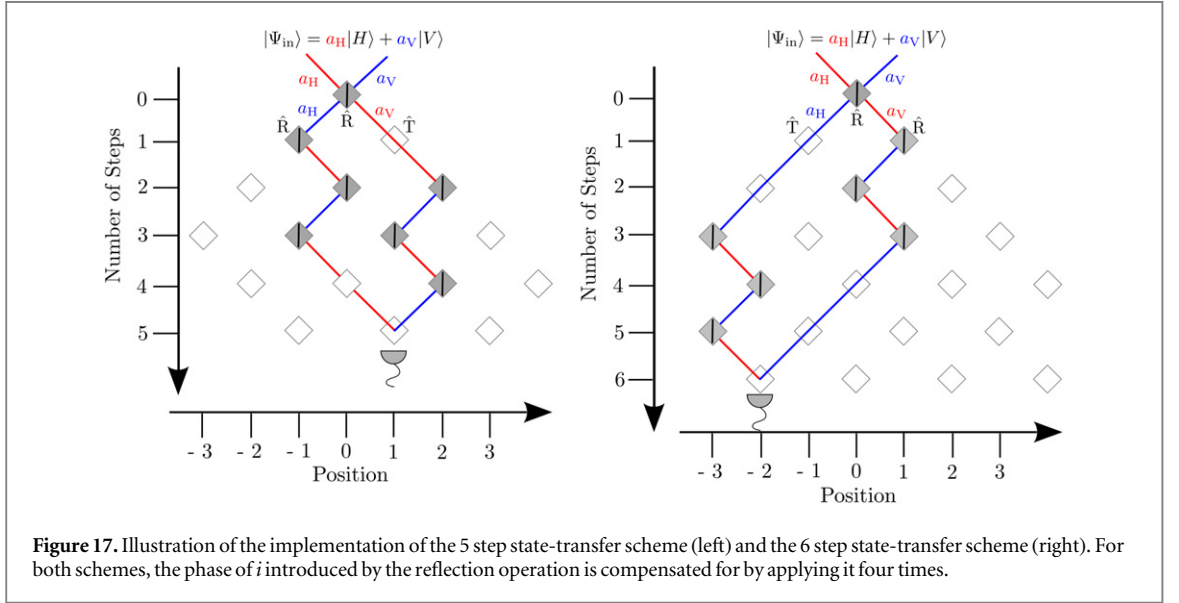 |Ψin⟩ = aH|H⟩ + aV|V⟩
aH
aV
aH
aV
R̂
R̂
T̂
Number of Steps
0
1
2
3
4
5
- 3
- 2
- 1
0
1
2
3
Position
|Ψin⟩ = aH|H⟩ + aV|V⟩
aH
aV
aH
aV
T̂
R̂
R̂
Number of Steps
0
1
2
3
4
5
6
- 3
- 2
- 1
0
1
2
3
Position
Figure 17. Illustration of the implementation of the 5 step state-transfer scheme (left) and the 6 step state-transfer scheme (right). For
both schemes, the phase of i introduced by the reflection operation is compensated for by applying it four times.